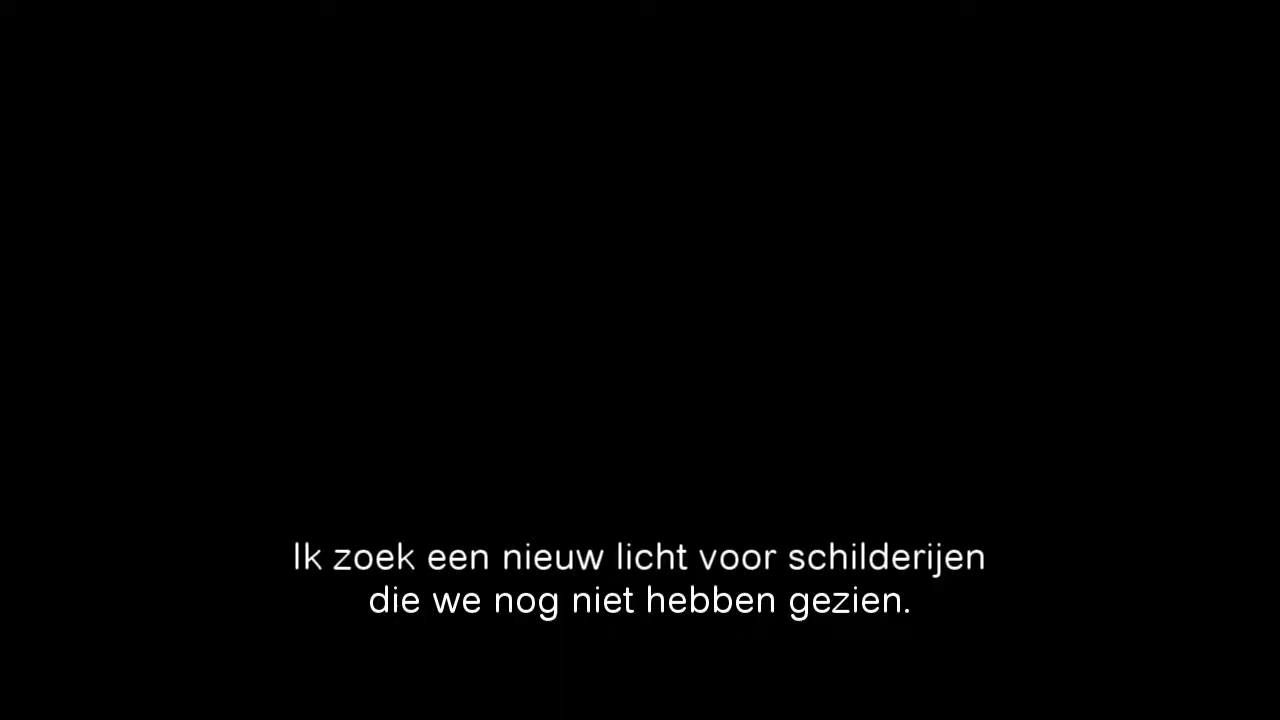 Ik zoek een nieuw licht voor schilderijen
die we nog niet hebben gezien.